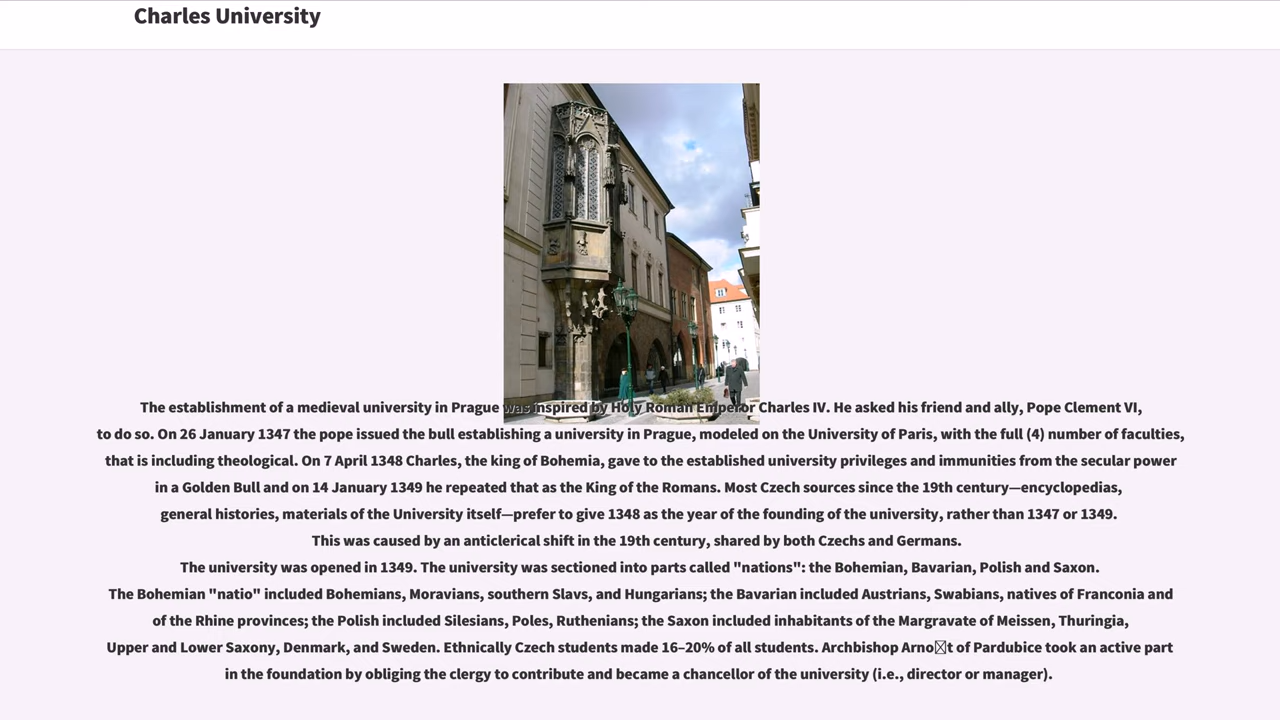 Charles University
The establishment of a medieval university in Prague was inspired by Holy Roman Emperor Charles IV. He asked his friend and ally, Pope Clement VI,
to do so. On 26 January 1347 the pope issued the bull establishing a university in Prague, modeled on the University of Paris, with the full (4) number of faculties,
that is including theological. On 7 April 1348 Charles, the king of Bohemia, gave to the established university privileges and immunities from the secular power
in a Golden Bull and on 14 January 1349 he repeated that as the King of the Romans. Most Czech sources since the 19th century—encyclopedias,
general histories, materials of the University itself—prefer to give 1348 as the year of the founding of the university, rather than 1347 or 1349.
This was caused by an anticlerical shift in the 19th century, shared by both Czechs and Germans.
The university was opened in 1349. The university was sectioned into parts called "nations": the Bohemian, Bavarian, Polish and Saxon.
The Bohemian "natio" included Bohemians, Moravians, southern Slavs, and Hungarians; the Bavarian included Austrians, Swabians, natives of Franconia and
of the Rhine provinces; the Polish included Silesians, Poles, Ruthenians; the Saxon included inhabitants of the Margravate of Meissen, Thuringia,
Upper and Lower Saxony, Denmark, and Sweden. Ethnically Czech students made 16–20% of all students. Archbishop Arno☒t of Pardubice took an active part
in the foundation by obliging the clergy to contribute and became a chancellor of the university (i.e., director or manager).